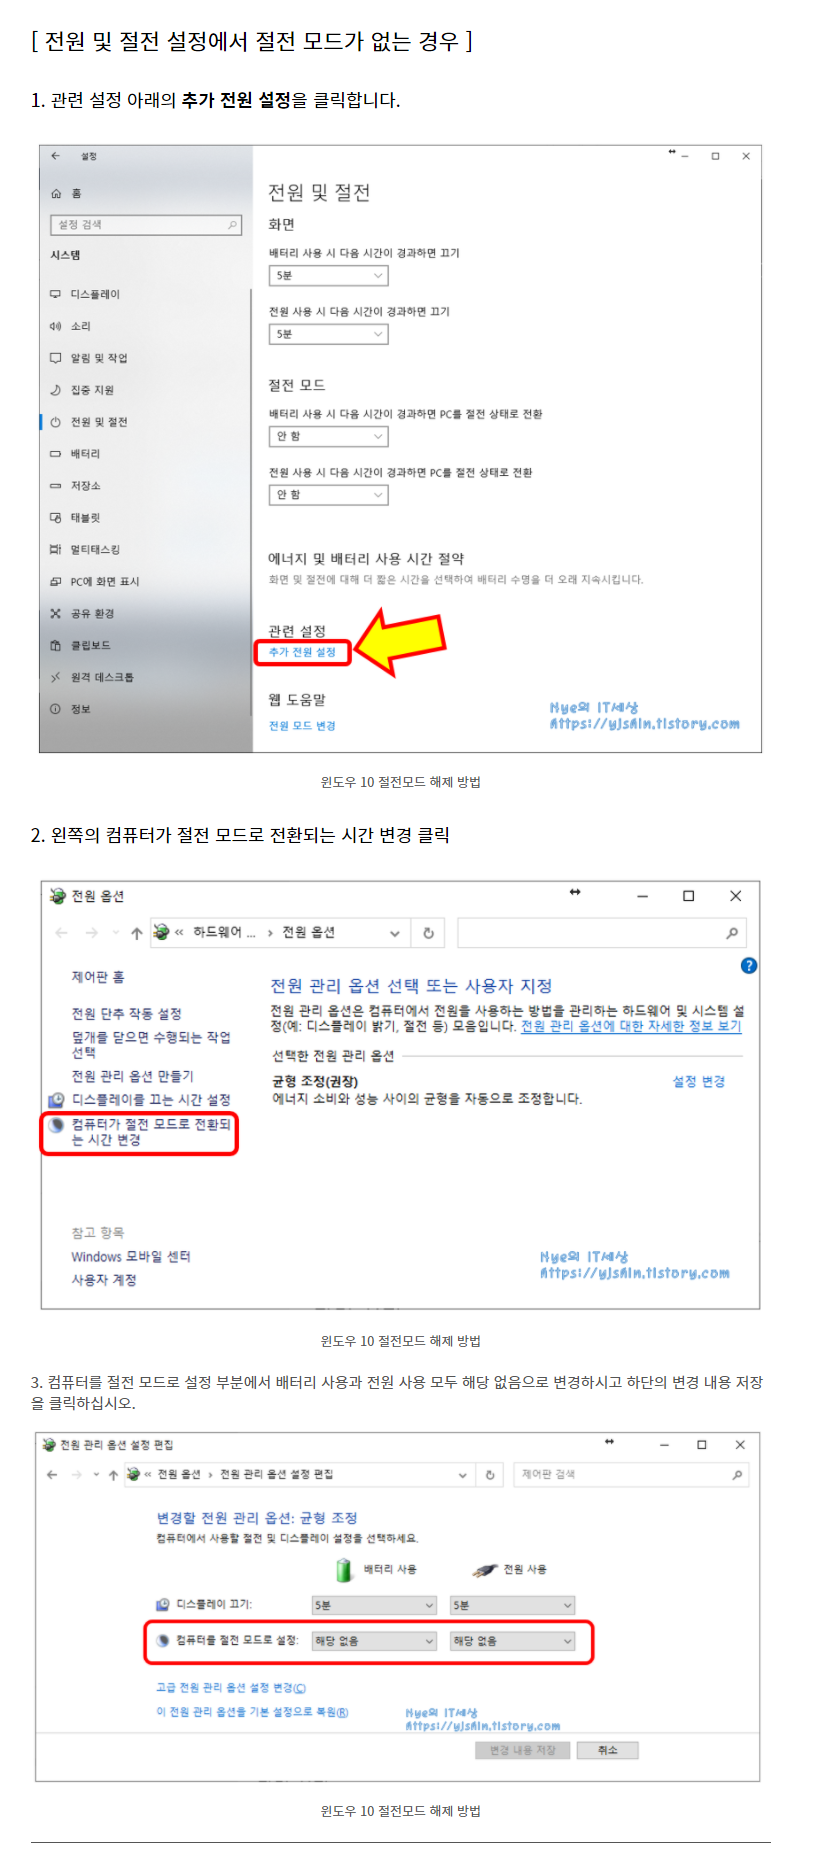 [ 전원 및 절전 설정에서 절전 모드가 없는 경우 ]
1. 관련 설정 아래의 추가 전원 설정을 클릭합니다.
설정
홈
설정 검색
시스템
디스플레이
소리
알림 및 작업
집중 지원
전원 및 절전
배터리
저장소
태블릿
멀티태스킹
PC에 화면 표시
공유 환경
클립보드
원격 데스크톱
정보
전원 및 절전
화면
배터리 사용 시 다음 시간이 경과하면 끄기
5분
전원 사용 시 다음 시간이 경과하면 끄기
5분
절전 모드
배터리 사용 시 다음 시간이 경과하면 PC를 절전 상태로 전환
안 함
전원 사용 시 다음 시간이 경과하면 PC를 절전 상태로 전환
안 함
에너지 및 배터리 사용 시간 절약
화면 및 절전에 대해 더 짧은 시간을 선택하여 배터리 수명을 더 오래 지속시킵니다.
관련 설정
추가 전원 설정
웹 도움말
전원 모드 변경
Nye의 IT세상
https://yjshin.tistory.com
윈도우 10 절전모드 해제 방법
2. 왼쪽의 컴퓨터가 절전 모드로 전환되는 시간 변경 클릭
전원 옵션
« 하드웨어 ... › 전원 옵션
제어판 홈
전원 단추 작동 설정
덮개를 닫으면 수행되는 작업
선택
전원 관리 옵션 만들기
디스플레이를 끄는 시간 설정
컴퓨터가 절전 모드로 전환되
는 시간 변경
참고 항목
Windows 모바일 센터
사용자 계정
?
전원 관리 옵션 선택 또는 사용자 지정
전원 관리 옵션은 컴퓨터에서 전원을 사용하는 방법을 관리하는 하드웨어 및 시스템 설
정(예: 디스플레이 밝기, 절전 등) 모음입니다. 전원 관리 옵션에 대한 자세한 정보 보기
선택한 전원 관리 옵션
균형 조정(권장) 설정 변경
에너지 소비와 성능 사이의 균형을 자동으로 조정합니다.
Nye의 IT세상
https://yjshin.tistory.com
윈도우 10 절전모드 해제 방법
3. 컴퓨터를 절전 모드로 설정 부분에서 배터리 사용과 전원 사용 모두 해당 없음으로 변경하시고 하단의 변경 내용 저장
을 클릭하십시오.
전원 관리 옵션 설정 편집
« 전원 옵션 › 전원 관리 옵션 설정 편집 제어판 검색
변경할 전원 관리 옵션: 균형 조정
컴퓨터에서 사용할 절전 및 디스플레이 설정을 선택하세요.
배터리 사용 전원 사용
디스플레이 끄기: 5분 5분
컴퓨터를 절전 모드로 설정: 해당 없음 해당 없음
고급 전원 관리 옵션 설정 변경(C)
이 전원 관리 옵션을 기본 설정으로 복원(R)
Nye의 IT세상
https://yjshin.tistory.com
변경 내용 저장 취소
윈도우 10 절전모드 해제 방법